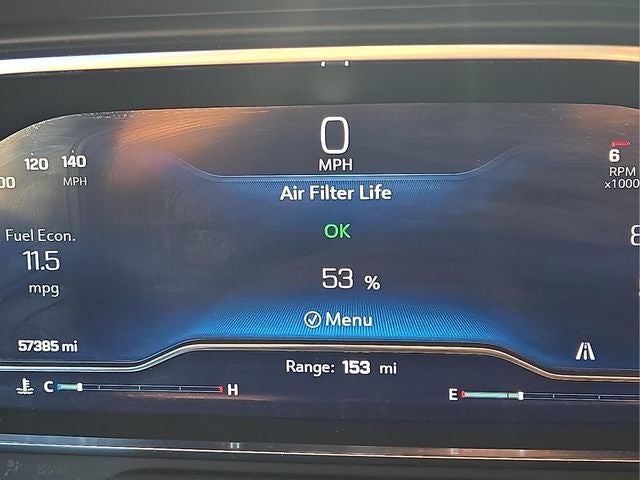 0
MPH
00 120 140
MPH
6
RPM
x1000
Air Filter Life
OK
53 %
Menu
Fuel Econ.
11.5
mpg
57385 mi
Range: 153 mi
C H
E